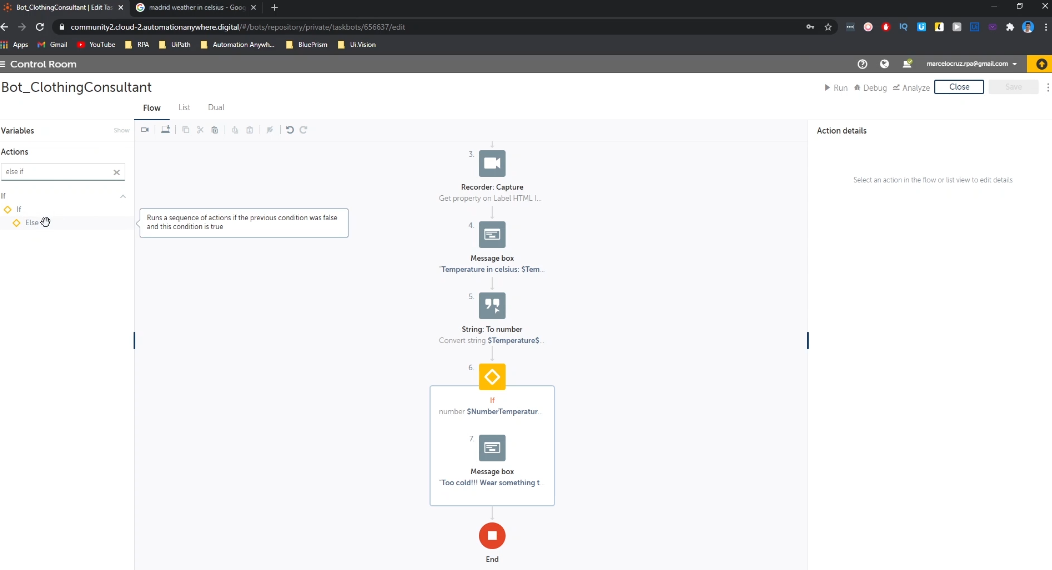 Bot_ClothingConsultant | Edit Tas
madrid weather in celsius - Goog
community2.cloud-2.automationanywhere.digital/#/bots/repository/private/taskbots/656637/edit
Apps
Gmail
YouTube
RPA
UiPath
Automation Anywh...
BluePrism
UI.Vision
Control Room
marcelocruz.rpa@gmail.com
Bot_ClothingConsultant
Run
Debug
Analyze
Close
Save
Flow
List
Dual
Variables
Show
Action details
Actions
else if
If
If
Else
Runs a sequence of actions if the previous condition was false
and this condition is true
Select an action in the flow or list view to edit details
3.
Recorder: Capture
Get property on Label HTML I...
4.
Message box
"Temperature in celsius: $Tem...
5.
String: To number
Convert string $Temperature$...
6.
If
number $NumberTemperatur...
7.
Message box
"Too cold!!! Wear something t
End